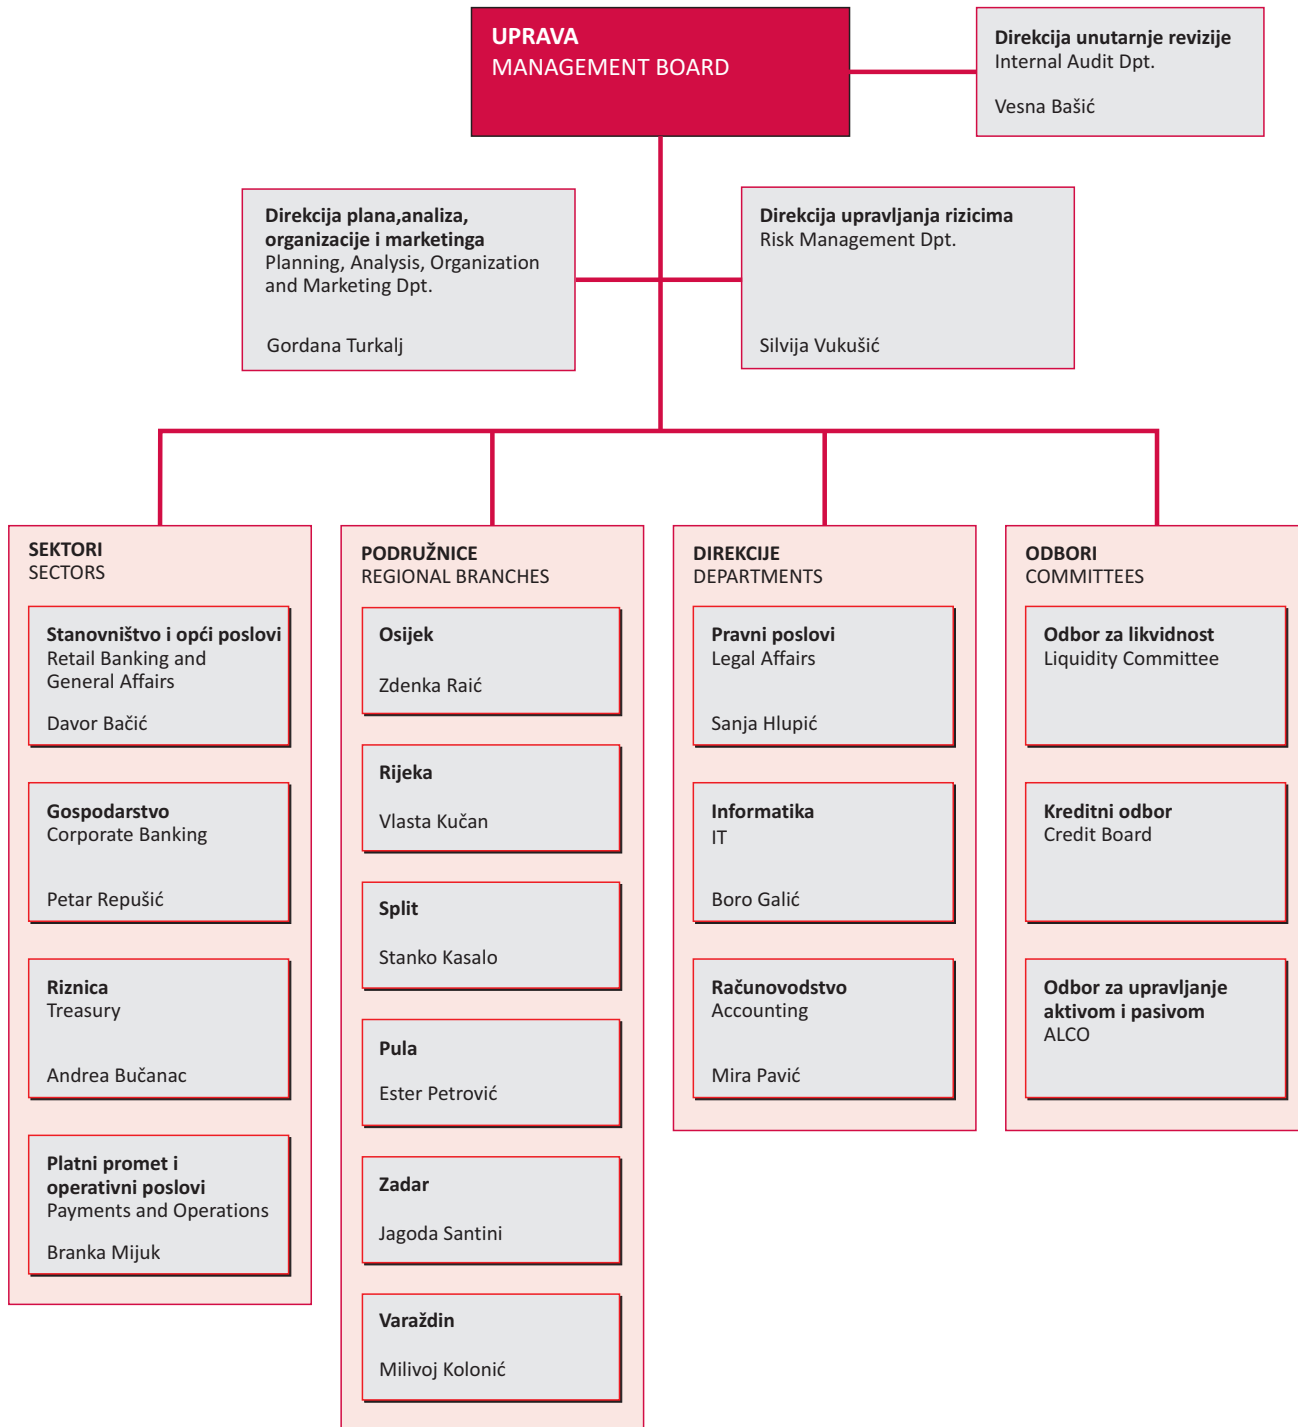 UPRAVA
MANAGEMENT BOARD
Direkcija unutarnje revizije
Internal Audit Dpt.
Vesna Bašić
Direkcija plana,analiza,
organizacije i marketinga
Planning, Analysis, Organization
and Marketing Dpt.
Gordana Turkalj
Direkcija upravljanja rizicima
Risk Management Dpt.
Silvija Vukušić
SEKTORI
SECTORS
Stanovništvo i opći poslovi
Retail Banking and
General Affairs
Davor Bačić
Gospodarstvo
Corporate Banking
Petar Repušić
Riznica
Treasury
Andrea Bučanac
Platni promet i
operativni poslovi
Payments and Operations
Branka Mijuk
PODRUŽNICE
REGIONAL BRANCHES
Osijek
Zdenka Raić
Rijeka
Vlasta Kučan
Split
Stanko Kasalo
Pula
Ester Petrović
Zadar
Jagoda Santini
Varaždin
Milivoj Kolonić
DIREKCIJE
DEPARTMENTS
Pravni poslovi
Legal Affairs
Sanja Hlupić
Informatika
IT
Boro Galić
Računovodstvo
Accounting
Mira Pavić
ODBORI
COMMITTEES
Odbor za likvidnost
Liquidity Committee
Kreditni odbor
Credit Board
Odbor za upravljanje
aktivom i pasivom
ALCO